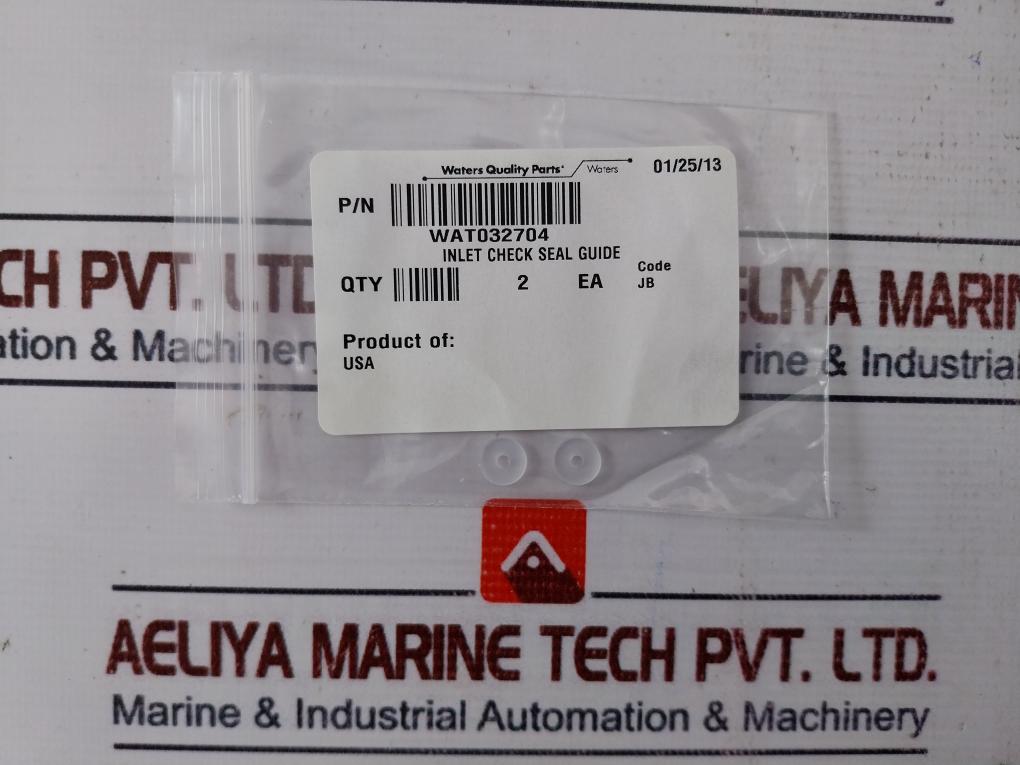 Waters Quality Parts
Waters
01/25/13
P/N
WAT032704
INLET CHECK SEAL GUIDE
QTY
2 EA
Code
JB
Product of:
USA
CH PVT. LTD
ation & Machinery
ELIYA MARIN
rine & Industrial
AELIYA MARINE TECH PVT. LTD.
Marine & Industrial Automation & Machinery